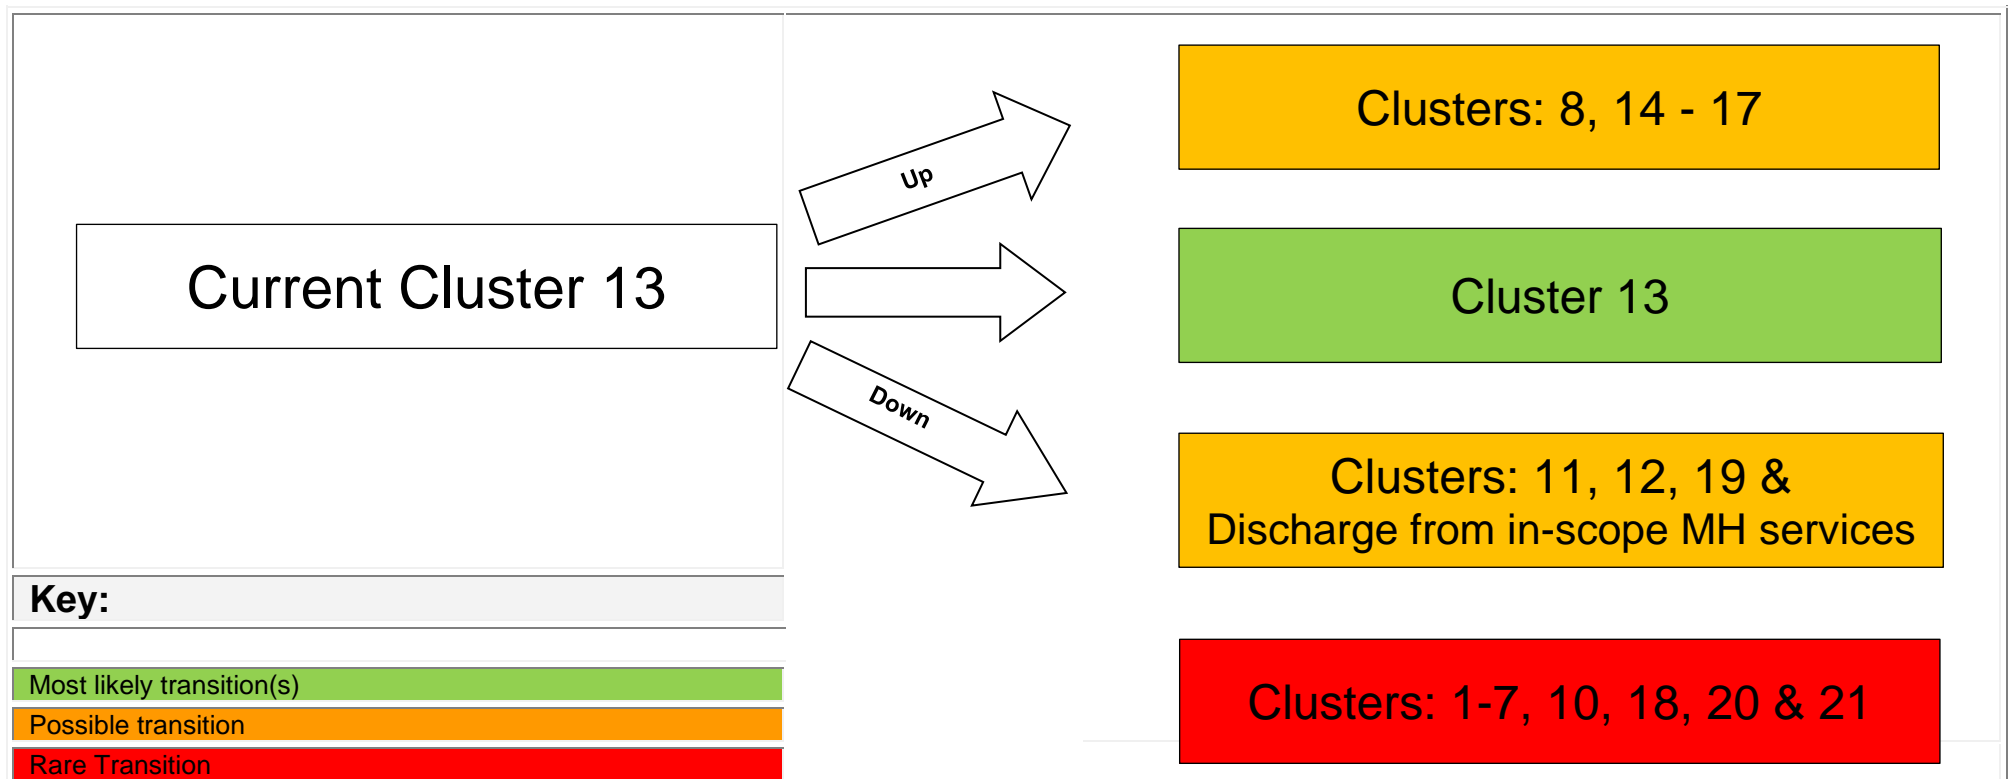 Clusters: 8, 14 - 17
Up
Current Cluster 13
Cluster 13
Down
Clusters: 11, 12, 19 &
Discharge from in-scope MH services
Key:
Most likely transition(s)
Possible transition
Rare Transition
Clusters: 1-7, 10, 18, 20 & 21